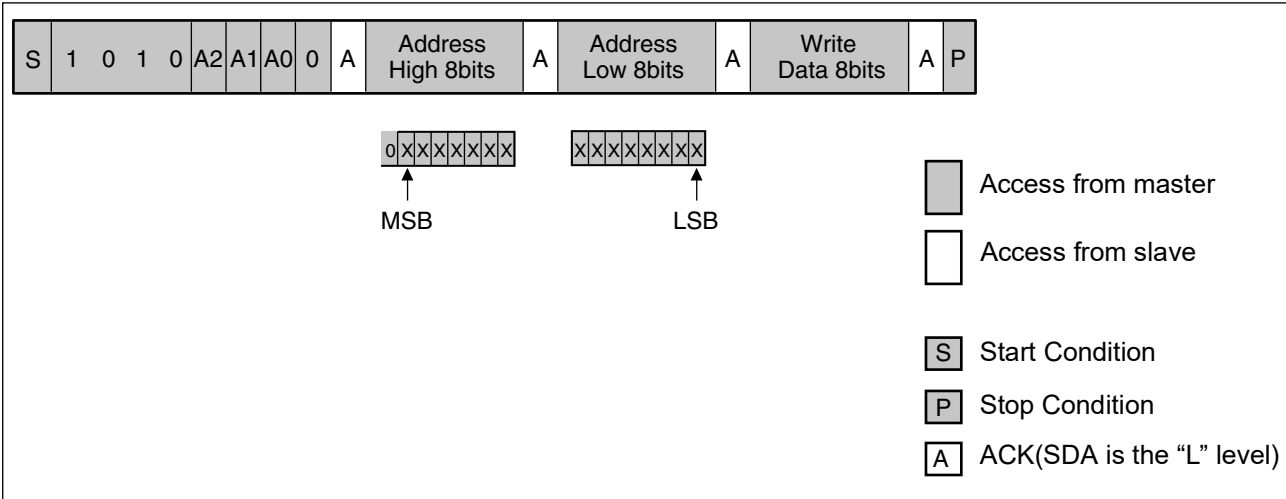 S 1 0 1 0 A2 A1 A0 0 A Address High 8bits A Address Low 8bits A Write Data 8bits A P
0 X X X X X X X X X X X X X X X
MSB LSB
Access from master
Access from slave
S Start Condition
P Stop Condition
A ACK(SDA is the “L” level)